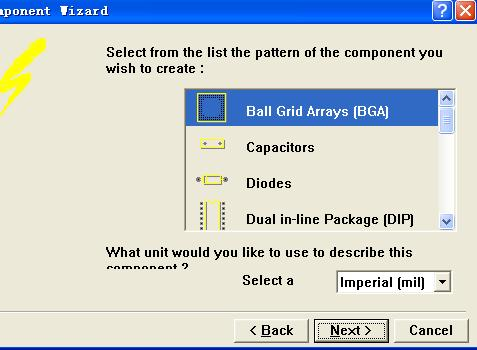 ponent Wizard
Select from the list the pattern of the component you
wish to create :
Ball Grid Arrays (BGA)
Capacitors
Diodes
Dual in-line Package (DIP)
What unit would you like to use to describe this
component ?
Select a
Imperial (mil)
< Back
Next >
Cancel